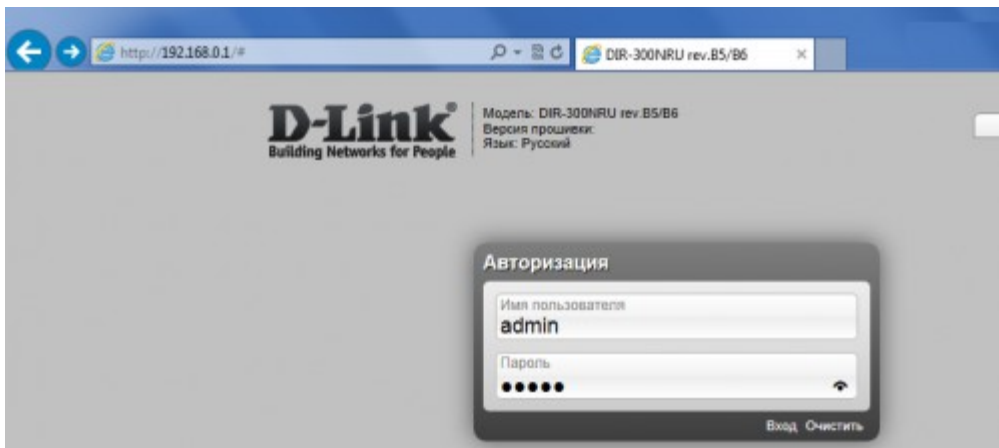 http://192.168.0.1/#
DIR-300NRU rev.B5/B6
D-Link®
Building Networks for People
Модель: DIR-300NRU rev.B5/B6
Версия прошивки:
Язык: Русский
Авторизация
Имя пользователя
admin
Пароль
•••••
Вход Очистить